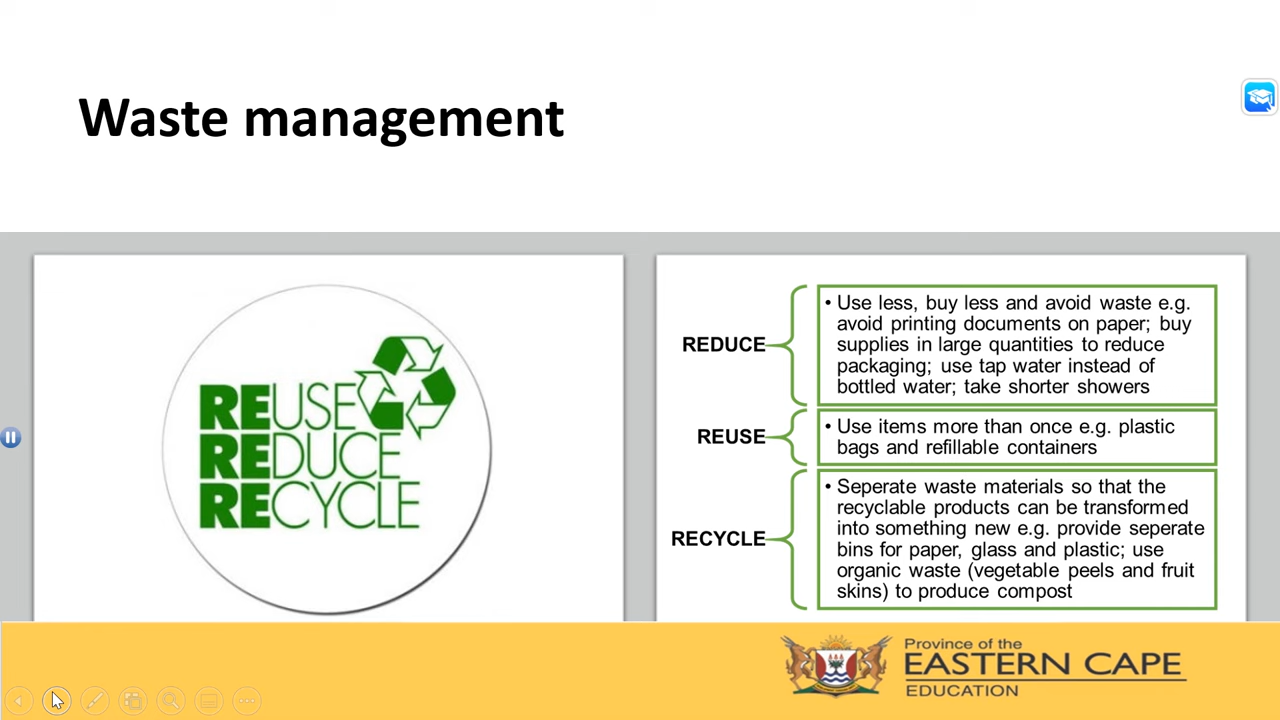 Waste management
REUSE
REDUCE
RECYCLE
REDUCE
• Use less, buy less and avoid waste e.g.
avoid printing documents on paper; buy
supplies in large quantities to reduce
packaging; use tap water instead of
bottled water; take shorter showers
REUSE
• Use items more than once e.g. plastic
bags and refillable containers
RECYCLE
• Seperate waste materials so that the
recyclable products can be transformed
into something new e.g. provide seperate
bins for paper, glass and plastic; use
organic waste (vegetable peels and fruit
skins) to produce compost
Province of the
EASTERN CAPE
EDUCATION